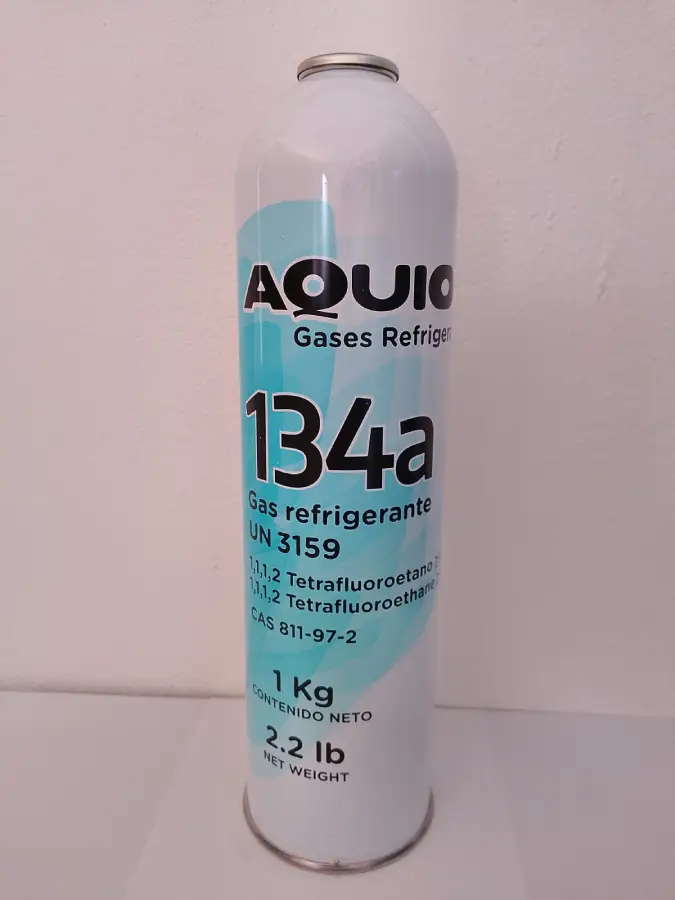 AQUIO
Gases Refriger
134a
Gas refrigerante
UN 3159
1,1,1,2 Tetrafluoroetano
1,1,1,2 Tetrafluoroethane
CAS 811-97-2
1 Kg
CONTENIDO NETO
2.2 lb
NET WEIGHT